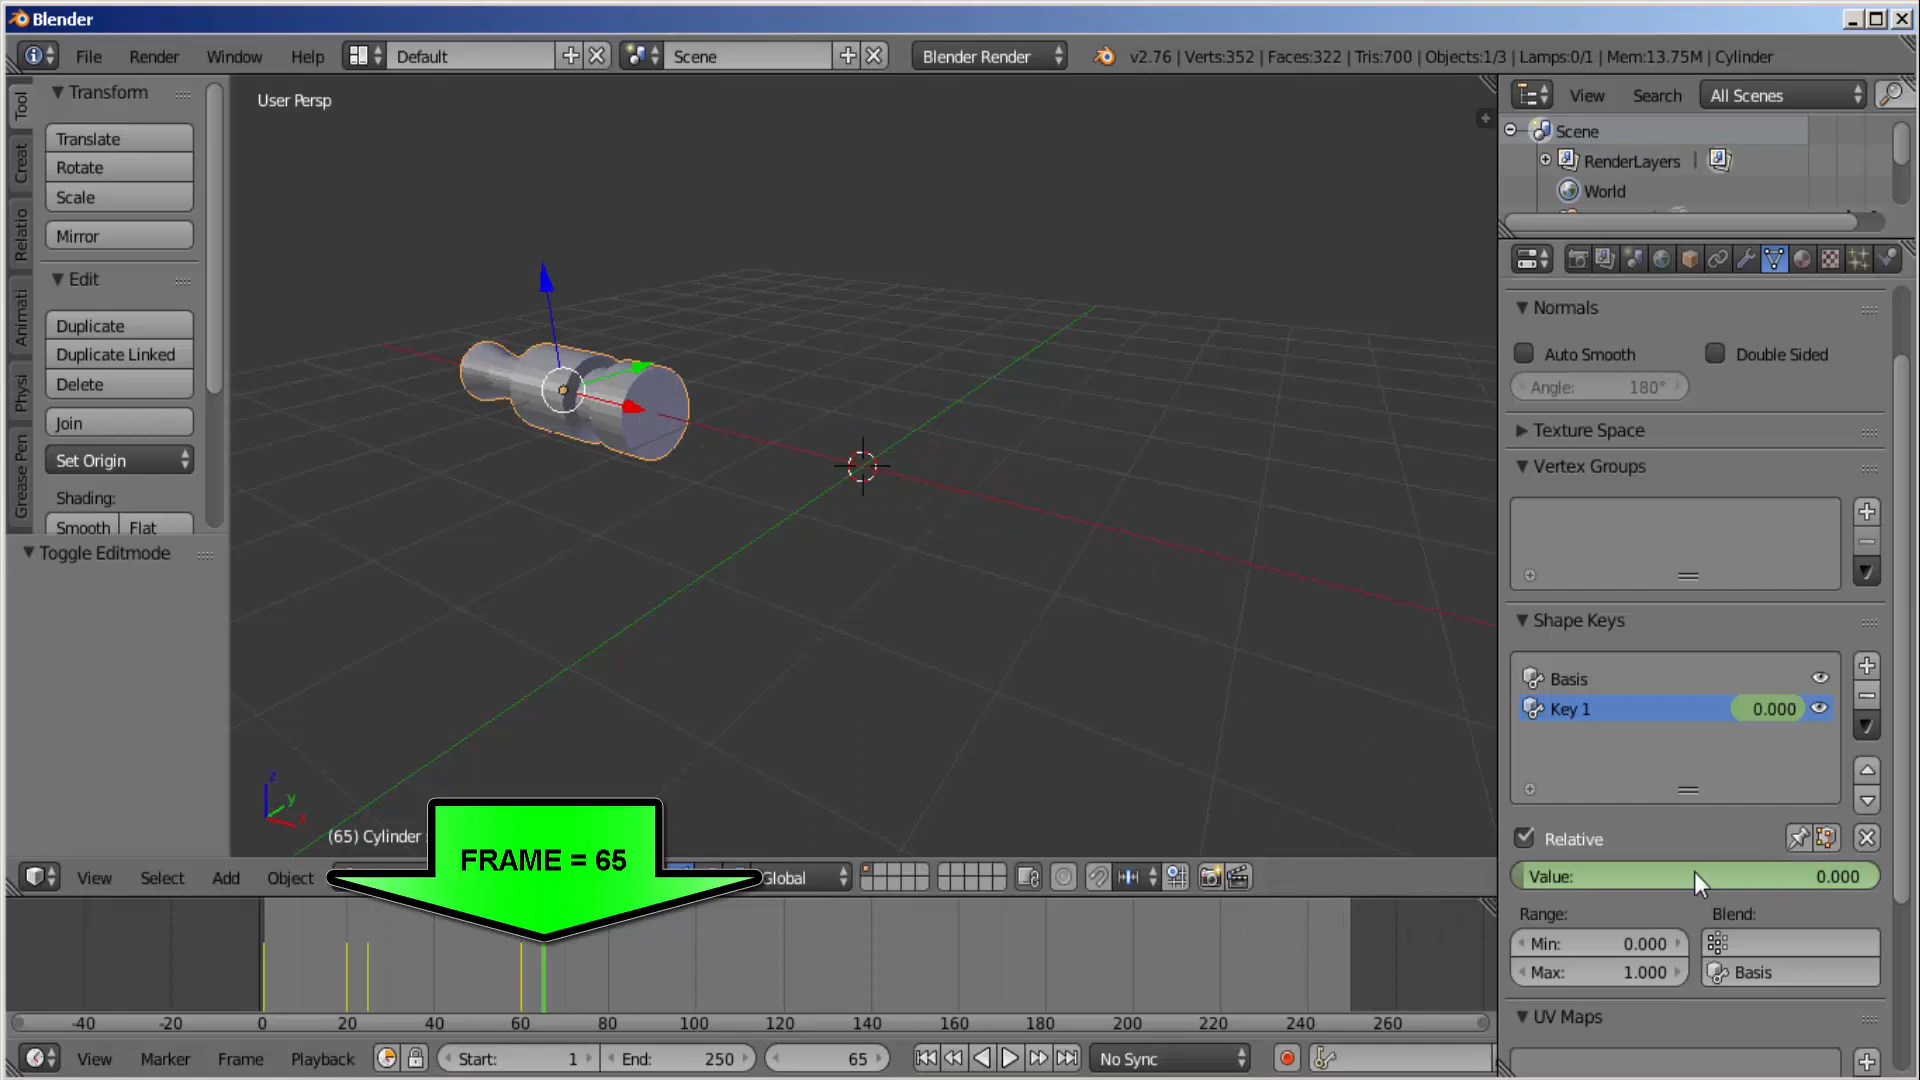 Blender
File Render Window Help Default Scene Blender Render v2.76 | Verts:352 | Faces:322 | Tris:700 | Objects:1/3 | Lamps:0/1 | Mem:13.75M | Cylinder
Tool
Creat
Relatio
Animati
Physi
Grease Pen
Transform
Translate
Rotate
Scale
Mirror
Edit
Duplicate
Duplicate Linked
Delete
Join
Set Origin
Shading:
Smooth Flat
Toggle Editmode
User Persp
z
y
x
(65) Cylinder
FRAME = 65
View Select Add Object Global
-40 -20 0 20 40 60 80 100 120 140 160 180 200 220 240 260
View Marker Frame Playback Start: 1 End: 250 65 No Sync
View Search All Scenes
Scene
RenderLayers |
World
Normals
Auto Smooth Double Sided
Angle: 180°
Texture Space
Vertex Groups
Shape Keys
Basis
Key 1 0.000
Relative
Value: 0.000
Range: Blend:
Min: 0.000
Max: 1.000 Basis
UV Maps